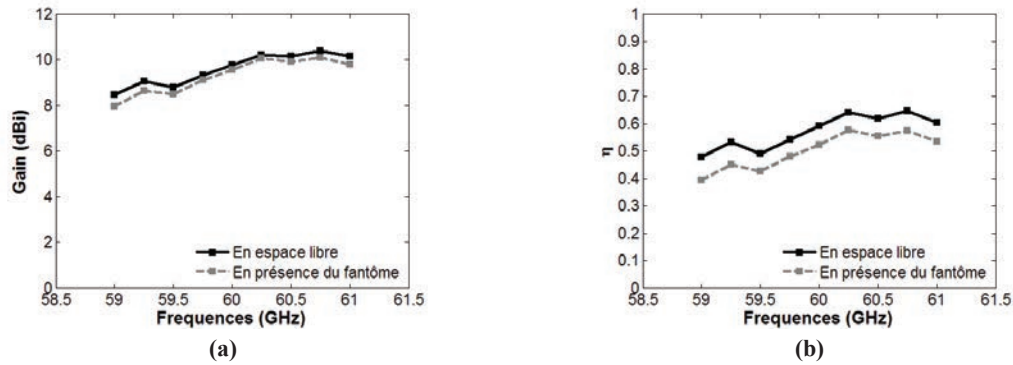 12
10
8
6
4
2
0
Gain (dBi)
En espace libre
En présence du fantôme
58.5 59 59.5 60 60.5 61 61.5
Frequences (GHz)
(a)
1
0.9
0.8
0.7
0.6
0.5
0.4
0.3
0.2
0.1
0
η
En espace libre
En présence du fantôme
58.5 59 59.5 60 60.5 61 61.5
Frequences (GHz)
(b)